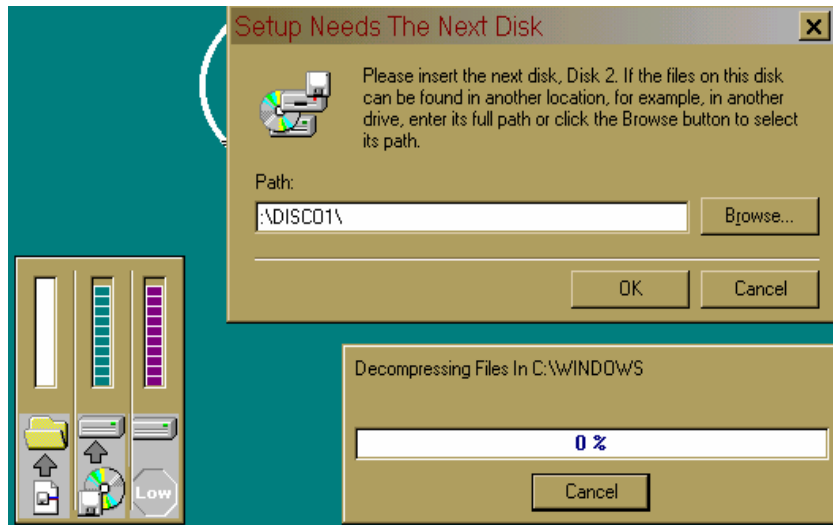 Setup Needs The Next Disk
Please insert the next disk, Disk 2. If the files on this disk
can be found in another location, for example, in another
drive, enter its full path or click the Browse button to select
its path.
Path:
:\DISCO1\
Browse...
OK
Cancel
Decompressing Files In C:\WINDOWS
0 %
Cancel
Low